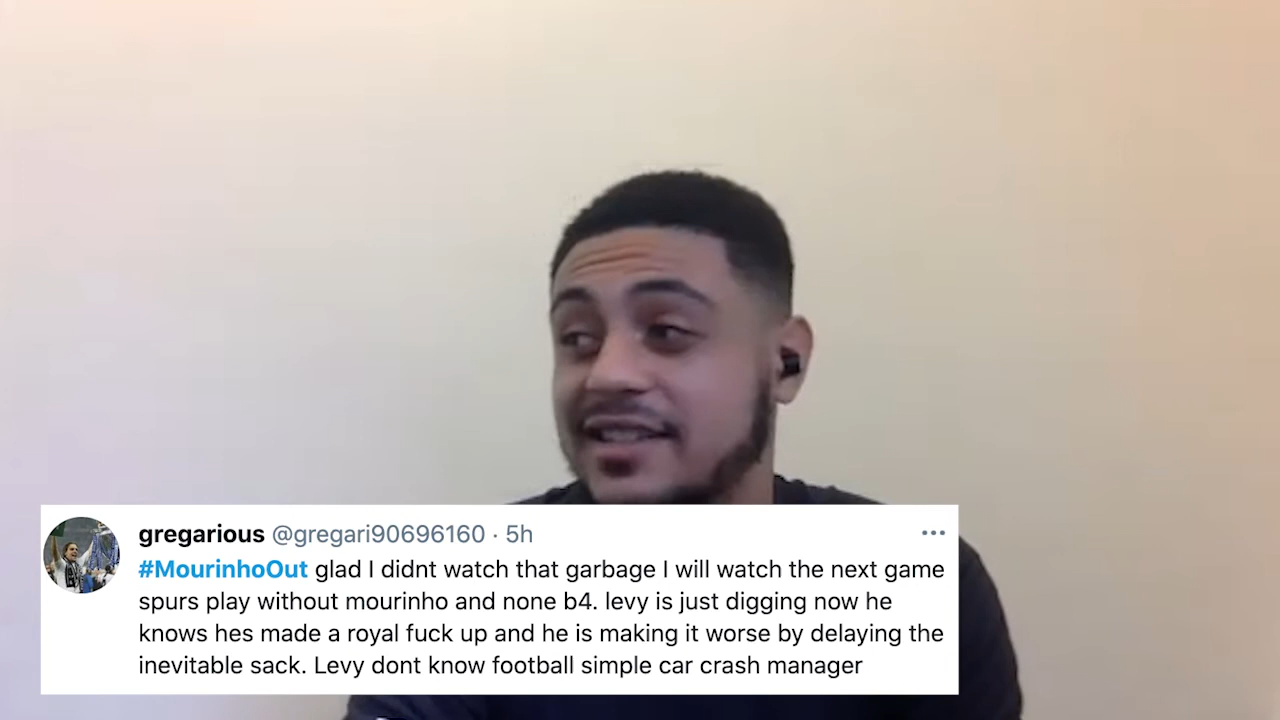 gregarious @gregari90696160 · 5h
#MourinhoOut glad I didnt watch that garbage I will watch the next game
spurs play without mourinho and none b4. levy is just digging now he
knows hes made a royal fuck up and he is making it worse by delaying the
inevitable sack. Levy dont know football simple car crash manager